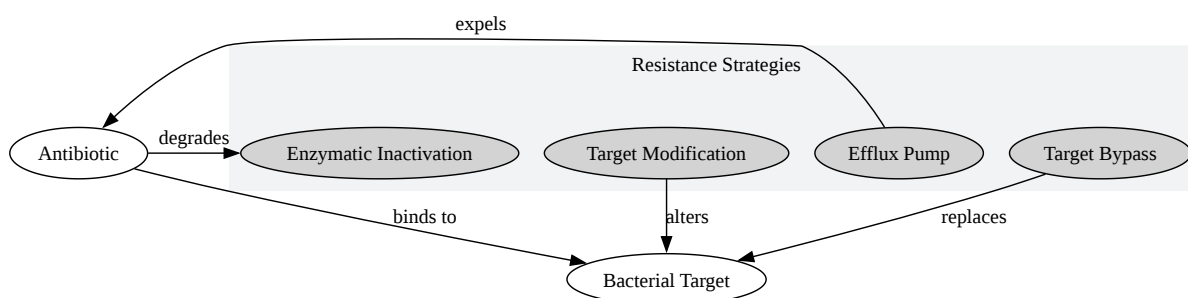 expels
Resistance Strategies
Antibiotic
degrades
Enzymatic Inactivation
Target Modification
Efflux Pump
Target Bypass
binds to
alters
replaces
Bacterial Target